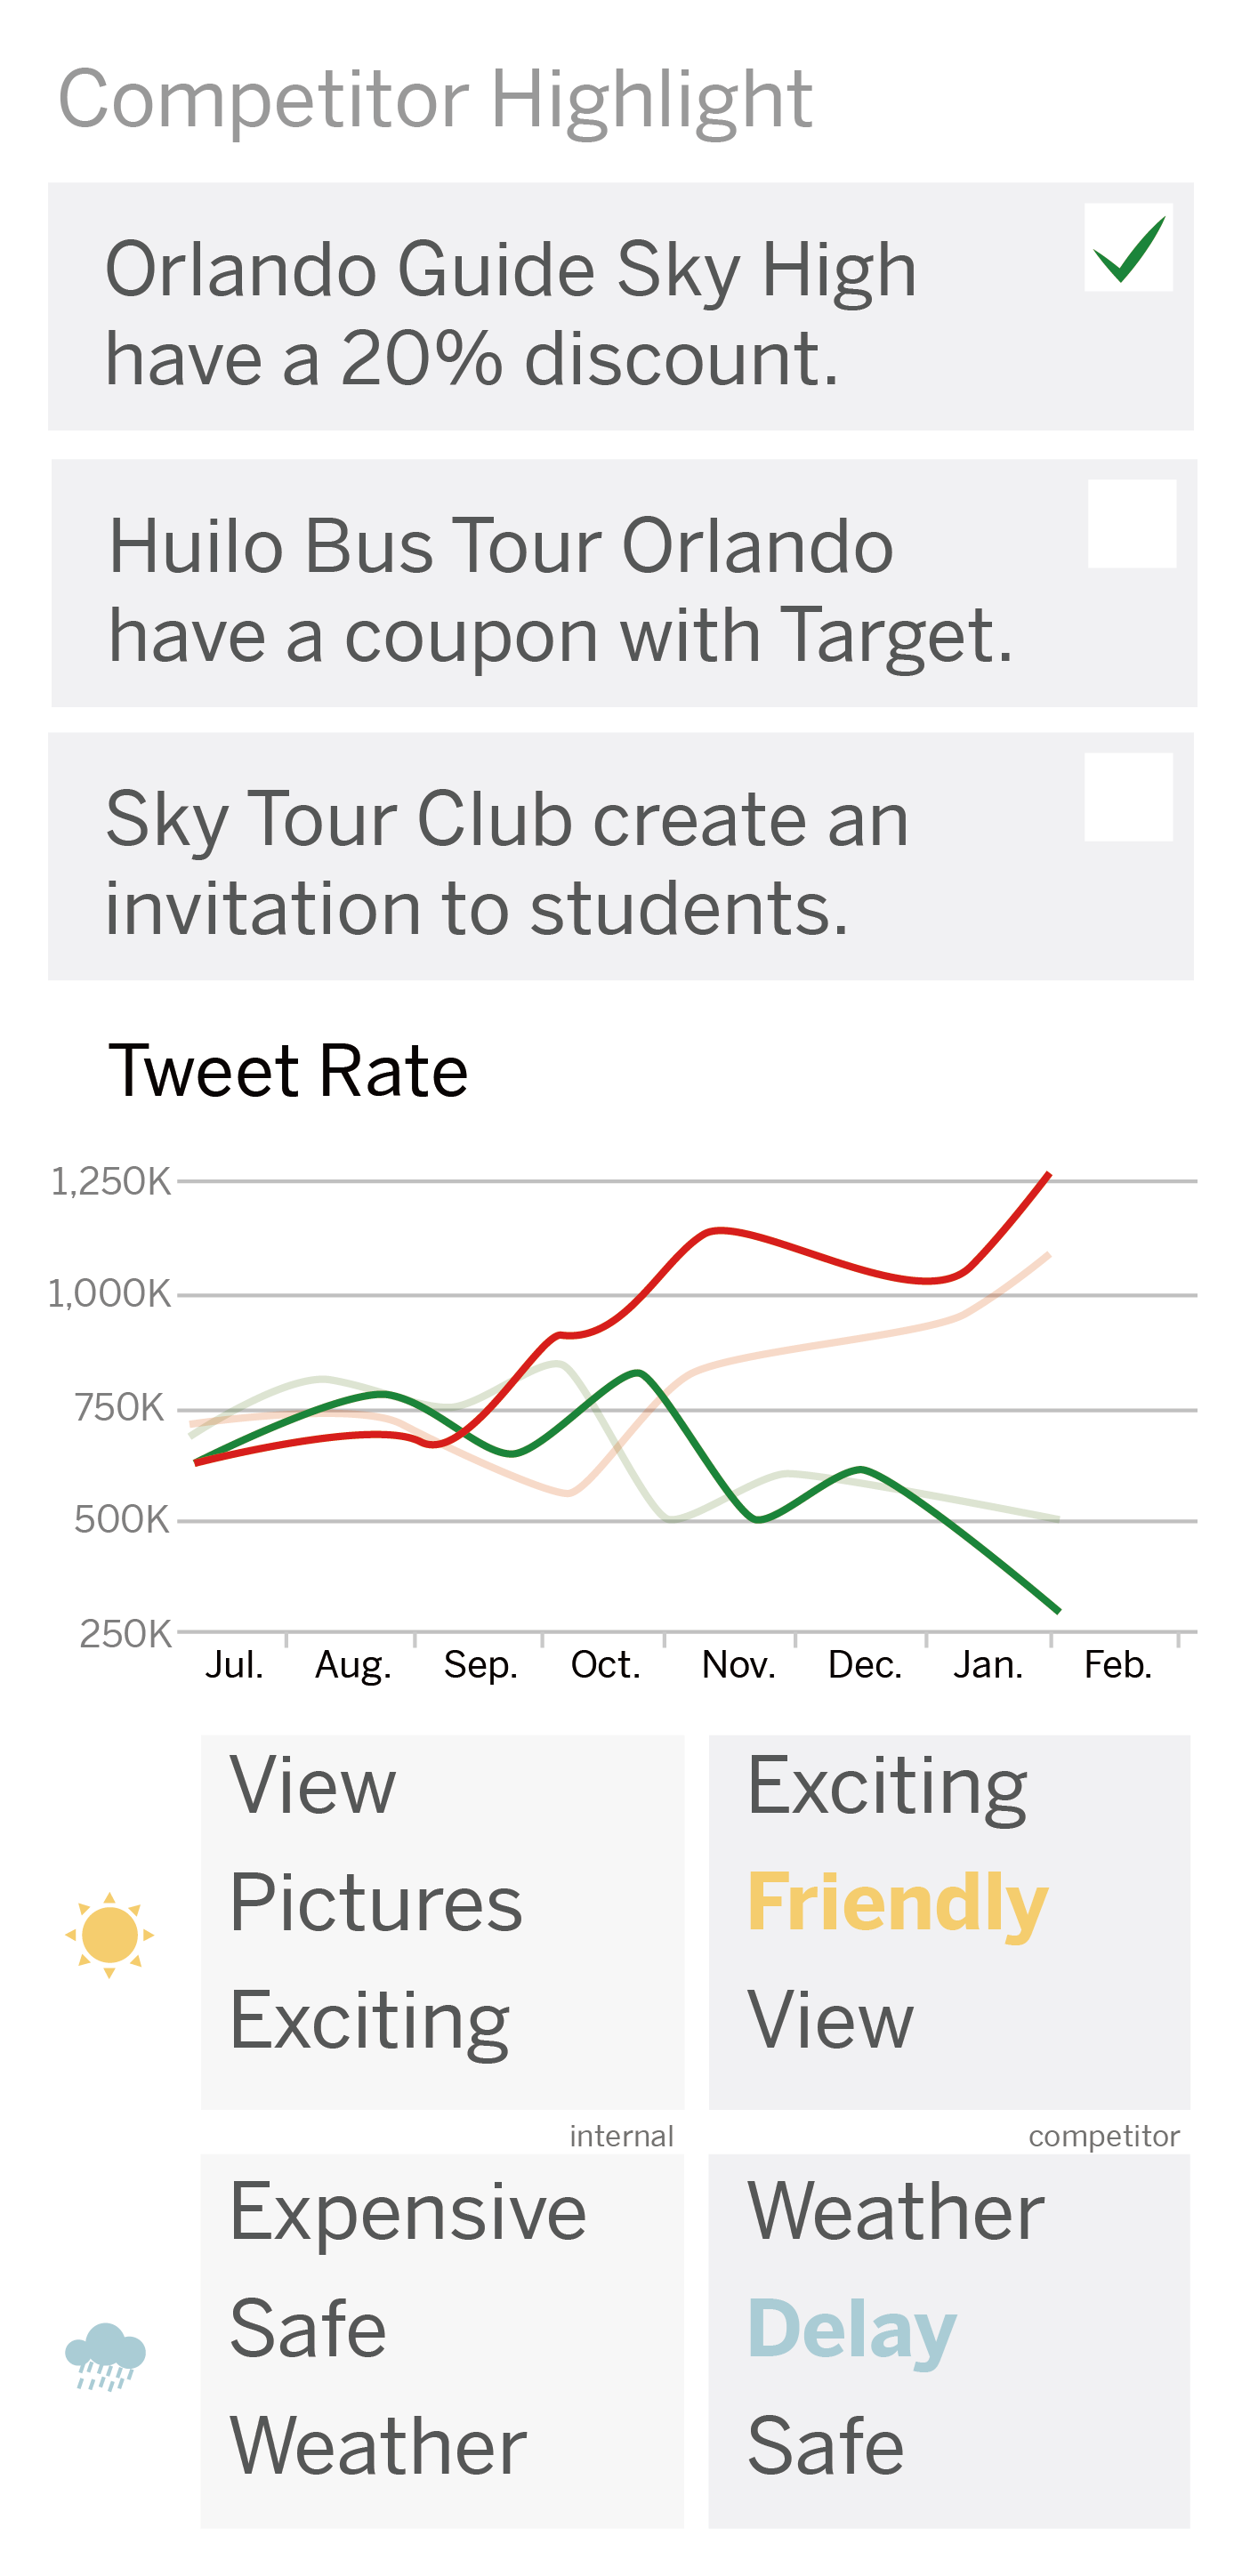 Competitor Highlight
Orlando Guide Sky High
have a 20% discount.
Huilo Bus Tour Orlando
have a coupon with Target.
Sky Tour Club create an
invitation to students.
Tweet Rate
1,250K
1,000K
750K
500K
250K
Jul. Aug. Sep. Oct. Nov. Dec. Jan. Feb.
View
Pictures
Exciting
internal
Exciting
Friendly
View
competitor
Expensive
Safe
Weather
Weather
Delay
Safe